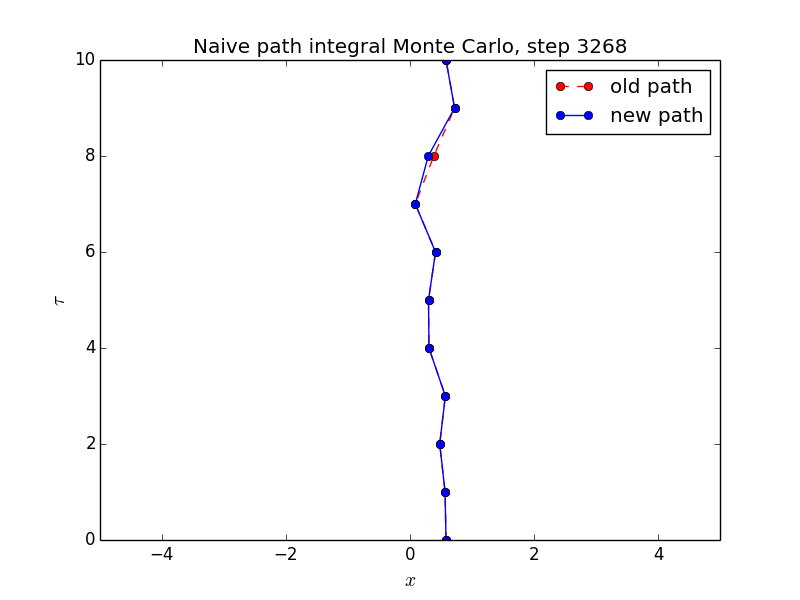 Naive path integral Monte Carlo, step 3268
10
8
6
4
2
0
τ
old path
new path
−4 −2 0 2 4
x